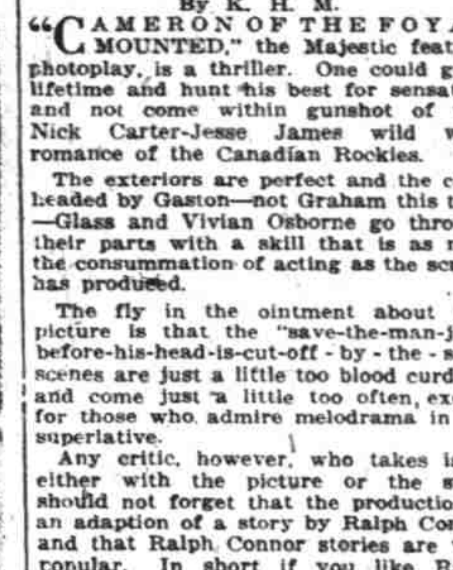 By K. H. M.
"CAMERON OF THE ROYA
MOUNTED," the Majestic feat
photoplay, is a thriller. One could g
lifetime and hunt his best for sensat
and not come within gunshot of
Nick Carter-Jesse James wild w
romance of the Canadian Rockies.
The exteriors are perfect and the c
headed by Gaston—not Graham this t
—Glass and Vivian Osborne go thro
their parts with a skill that is as n
the consummation of acting as the scr
has produced.
The fly in the ointment about
picture is that the "save-the-man-j
before-his-head-is-cut-off - by - the - s
scenes are just a little too blood curd
and come just a little too often, ex
for those who admire melodrama in
superlative.
Any critic, however, who takes i
either with the picture or the s
should not forget that the productio
an adaption of a story by Ralph Con
and that Ralph Connor stories are
popular. In short if you like R